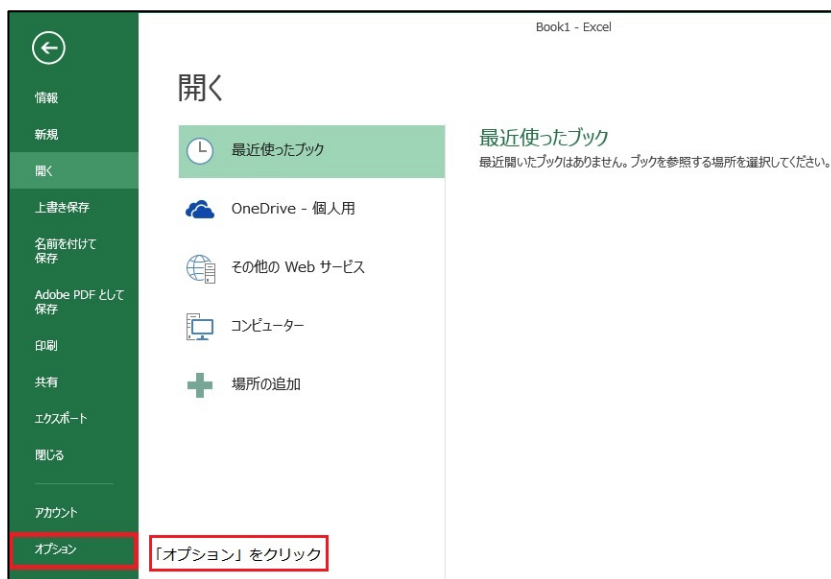 Book1 - Excel
情報
新規
開く
上書き保存
名前を付けて
保存
Adobe PDF として
保存
印刷
共有
エクスポート
閉じる
アカウント
オプション
開く
最近使ったブック
OneDrive - 個人用
その他の Web サービス
コンピューター
場所の追加
最近使ったブック
最近開いたブックはありません。ブックを参照する場所を選択してください。
「オプション」をクリック